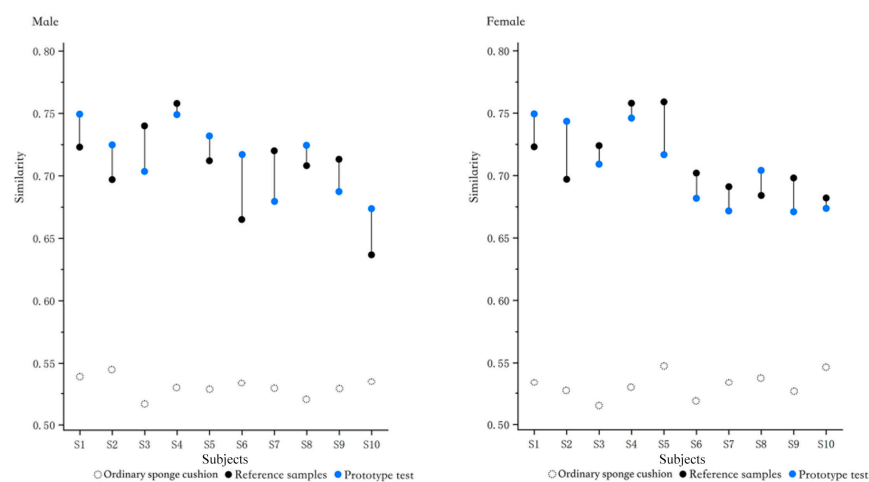 Male
Female
0.80
0.75
0.70
0.65
0.60
0.55
0.50
Similarity
S1 S2 S3 S4 S5 S6 S7 S8 S9 S10
Subjects
Ordinary sponge cushion Reference samples Prototype test
0.80
0.75
0.70
0.65
0.60
0.55
0.50
Similarity
S1 S2 S3 S4 S5 S6 S7 S8 S9 S10
Subjects
Ordinary sponge cushion Reference samples Prototype test